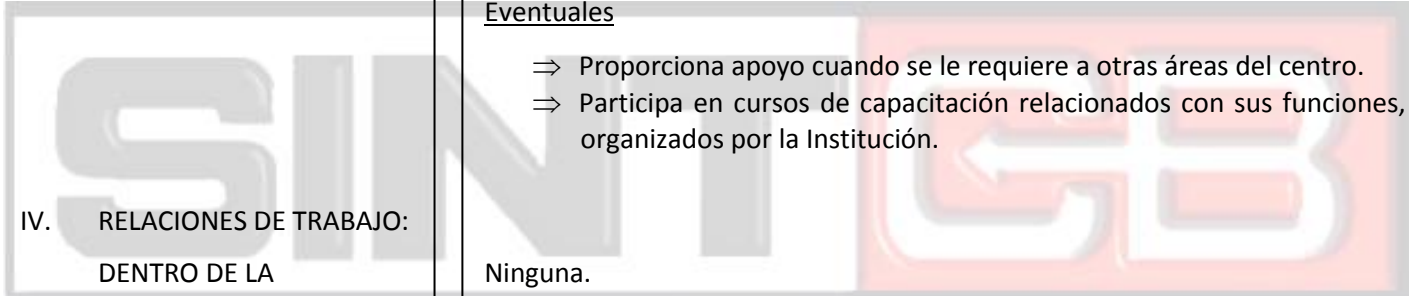 Eventuales
⇒ Proporciona apoyo cuando se le requiere a otras áreas del centro.
⇒ Participa en cursos de capacitación relacionados con sus funciones,
organizados por la Institución.
IV. RELACIONES DE TRABAJO:
DENTRO DE LA Ninguna.
SINTCB